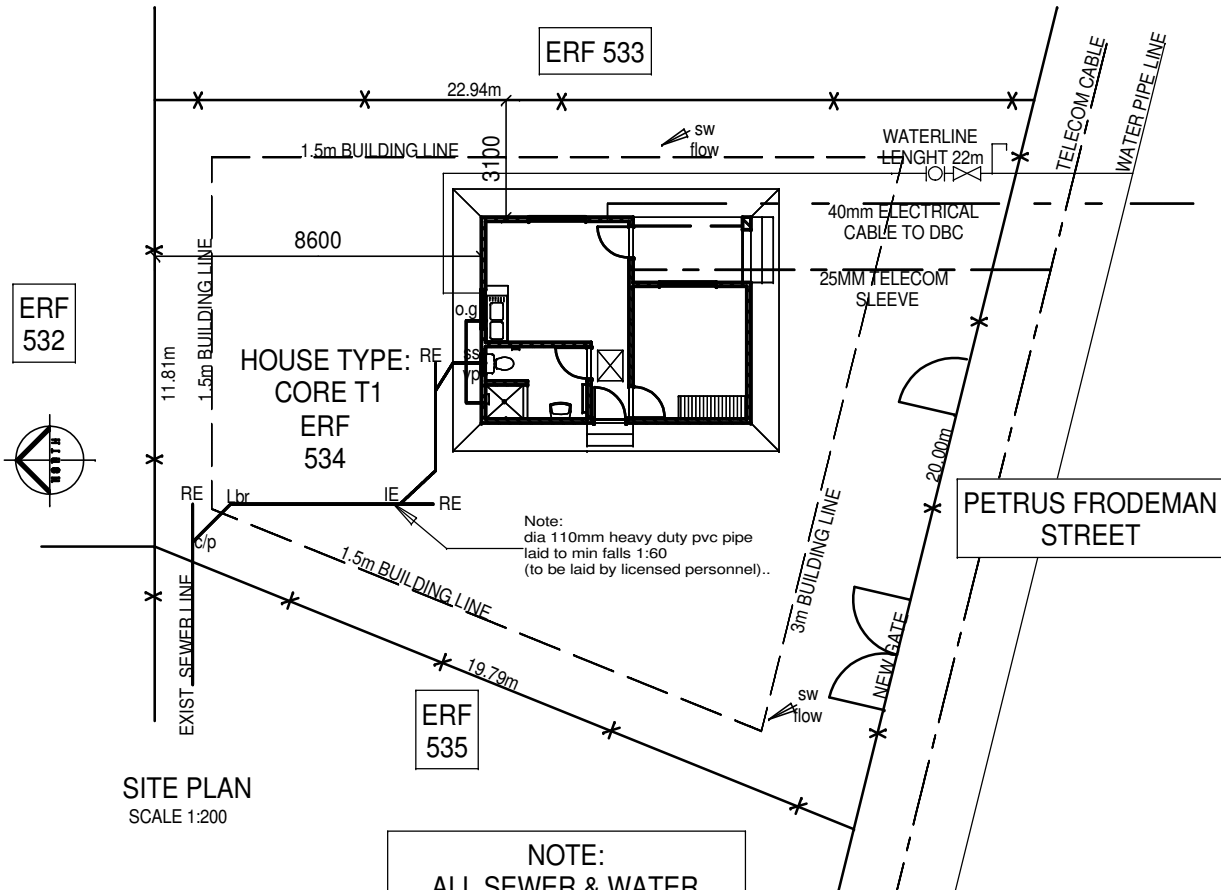 ERF 533
22.94m
TELECOM CABLE
WATER PIPE LINE
sw
flow
1.5m BUILDING LINE
3100
WATERLINE
LENGHT 22m
40mm ELECTRICAL
CABLE TO DBC
8600
25MM TELECOM
SLEEVE
ERF
532
11.81m
1.5m BUILDING LINE
o.g
ss
vp
RE
HOUSE TYPE:
CORE T1
ERF
534
NORTH
20.00m
PETRUS FRODEMAN
STREET
RE
Lbr
IE
RE
c/p
Note:
dia 110mm heavy duty pvc pipe
laid to min falls 1:60
(to be laid by licensed personnel)..
1.5m BUILDING LINE
3m BUILDING LINE
NEW GATE
EXIST SEWER LINE
19.79m
sw
flow
ERF
535
SITE PLAN
SCALE 1:200
NOTE:
ALL SEWER & WATER